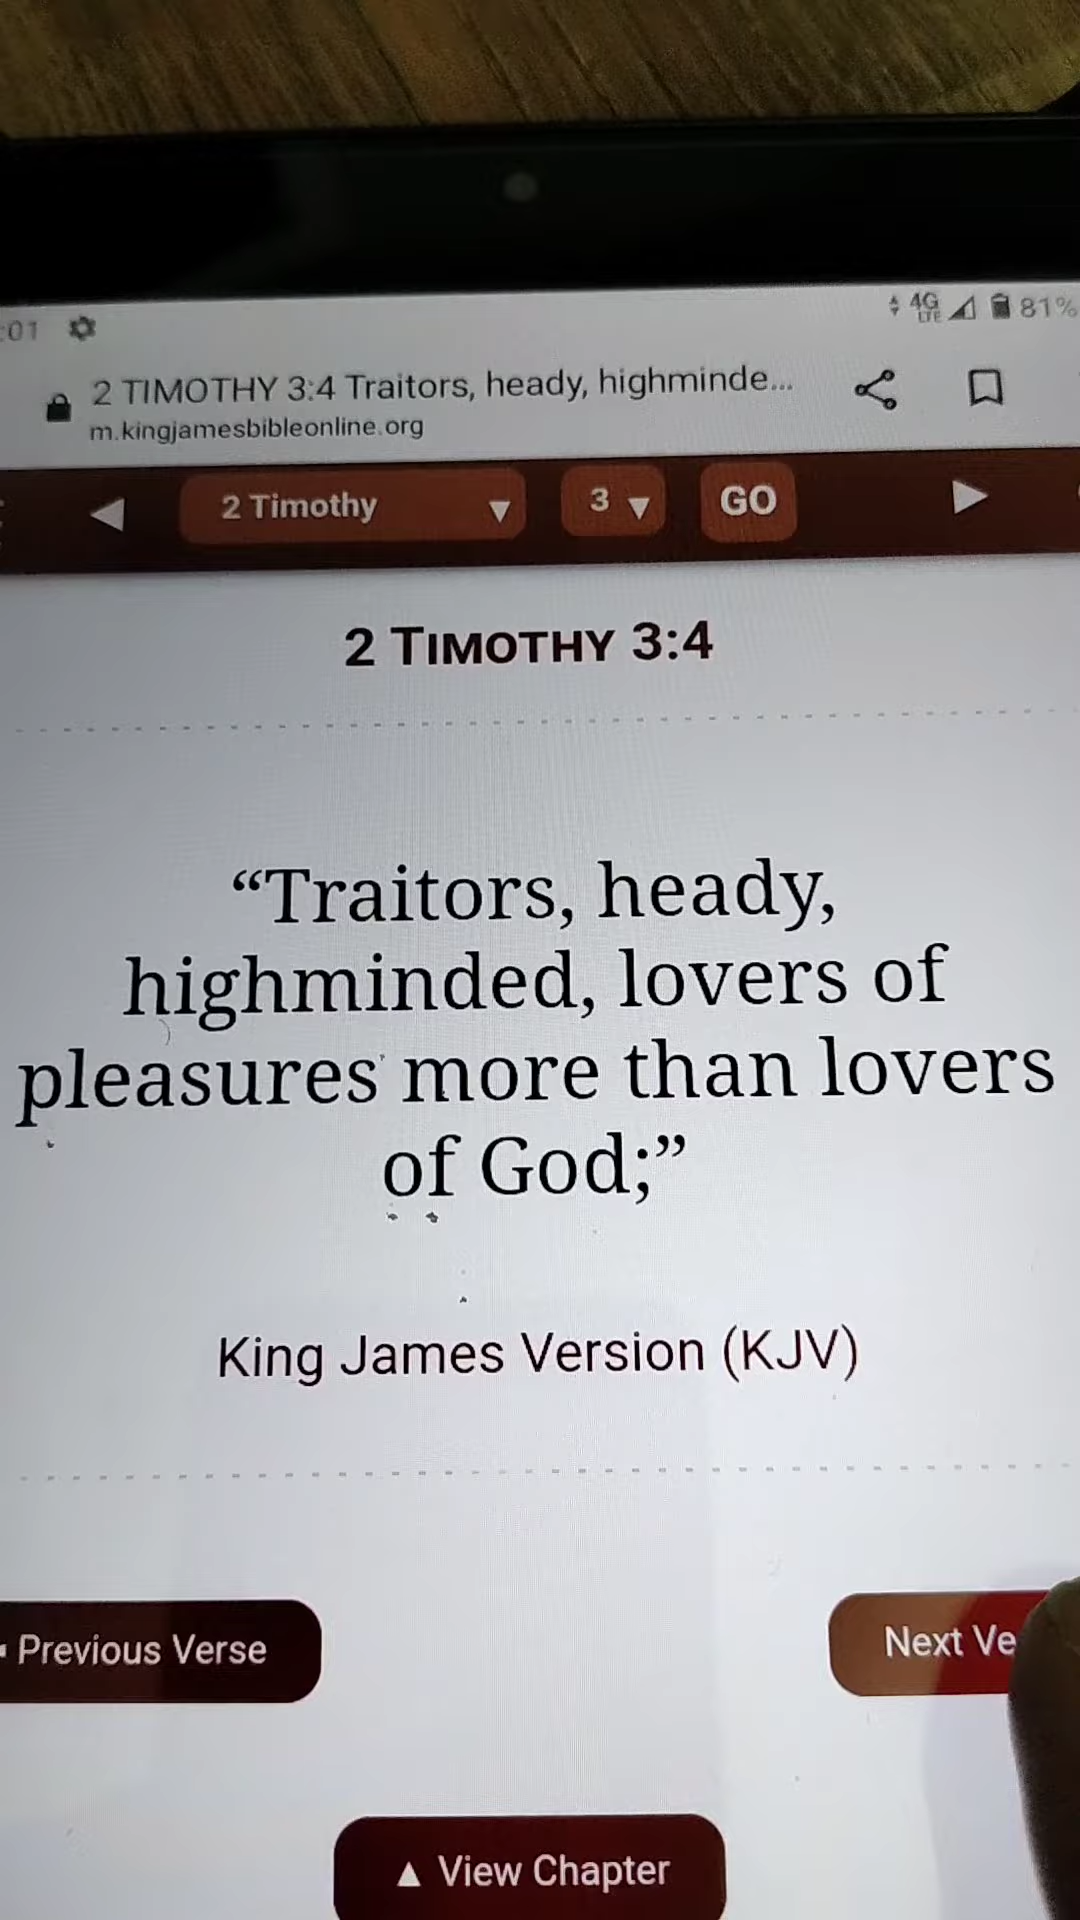 :01 4G LTE 81%
2 TIMOTHY 3:4 Traitors, heady, highminde...
m.kingjamesbibleonline.org
2 Timothy ▼ 3 ▼ GO
2 TIMOTHY 3:4
“Traitors, heady,
highminded, lovers of
pleasures more than lovers
of God;”
King James Version (KJV)
Previous Verse Next Ve
▲ View Chapter